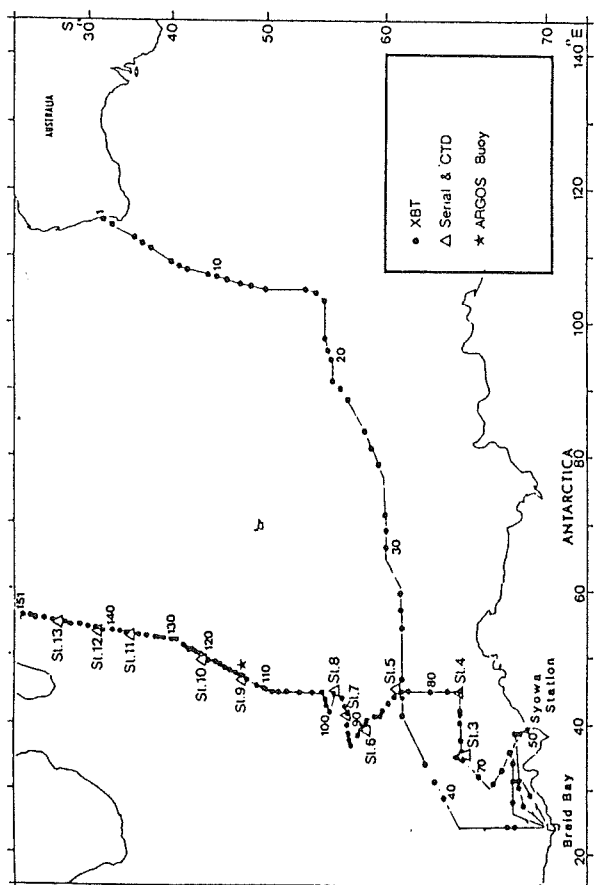 S
30
40
50
60
70
140°E
120
100
80
60
40
20
AUSTRALIA
ANTARCTICA
Syowa
Station
Braid Bay
● XBT
△ Serial & CTD
★ ARGOS Buoy
1
10
20
30
40
50
70
80
90
100
110
120
130
140
151
St.3
St.4
St.5
St.6
St.7
St.8
St.9
St.10
St.11
St.12
St.13